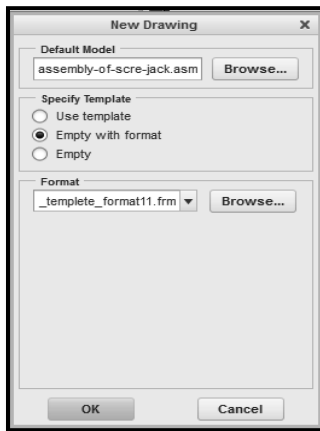 New Drawing
Default Model
assembly-of-scre-jack.asm Browse...
Specify Template
Use template
Empty with format
Empty
Format
_templete_format11.frm Browse...
OK Cancel